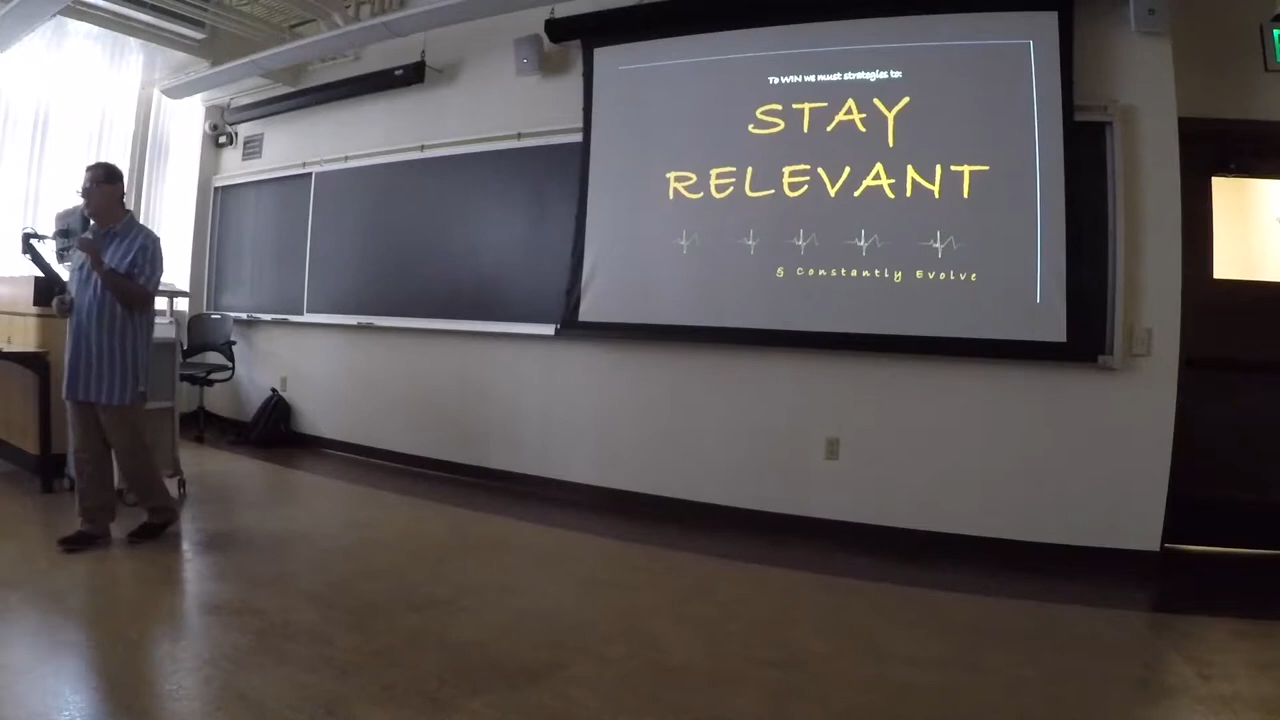 To WIN we must strategies to:
STAY
RELEVANT
& Constantly Evolve